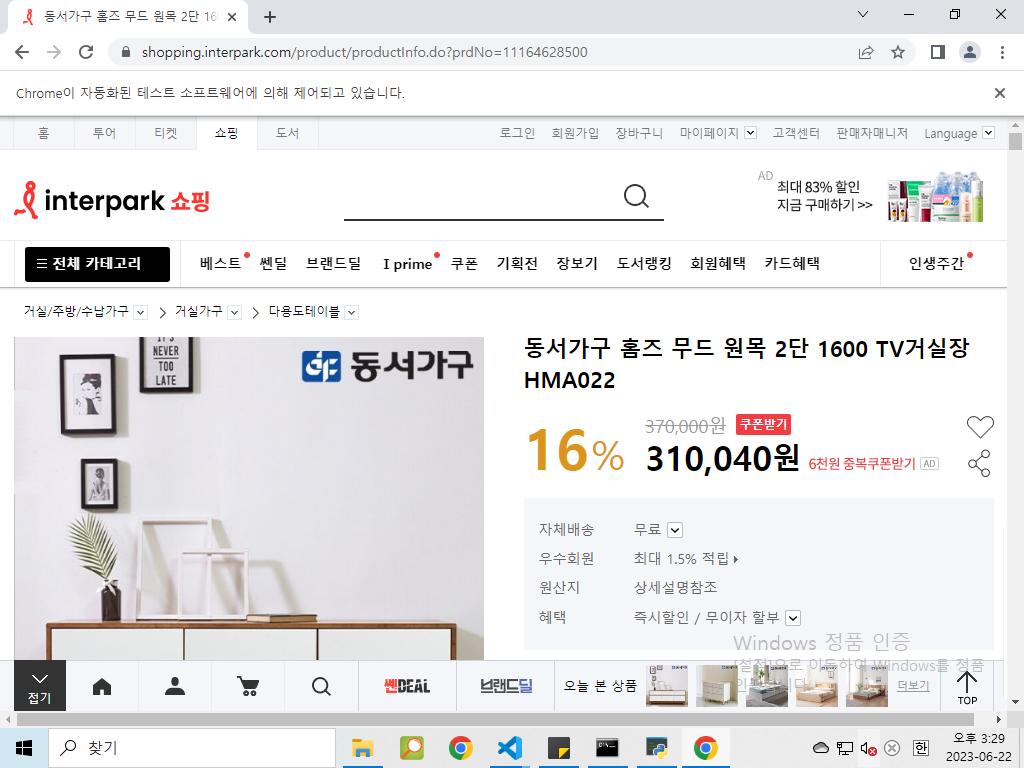 동서가구 홈즈 무드 원목 2단 16
shopping.interpark.com/product/productInfo.do?prdNo=11164628500
Chrome이 자동화된 테스트 소프트웨어에 의해 제어되고 있습니다.
홈 투어 티켓 쇼핑 도서 로그인 회원가입 장바구니 마이페이지 고객센터 판매자매니저 Language
AD
최대 83% 할인
지금 구매하기 >>
interpark 쇼핑
전체 카테고리 베스트 쎈딜 브랜드딜 I prime 쿠폰 기획전 장보기 도서랭킹 회원혜택 카드혜택 인생주간
거실/주방/수납가구 거실가구 다용도테이블
IT'S
NEVER
TOO
LATE
동서가구
동서가구 홈즈 무드 원목 2단 1600 TV거실장
HMA022
16% 370,000원 쿠폰받기
310,040원 6천원 중복쿠폰받기 AD
자체배송 무료
우수회원 최대 1.5% 적립
원산지 상세설명참조
혜택 즉시할인 / 무이자 할부
Windows 정품 인증
[설정]으로 이동하여 Windows를 정품
접기 쎈DEAL 브랜드딜 오늘 본 상품 더보기 TOP
찾기
한
오후 3:29
2023-06-22